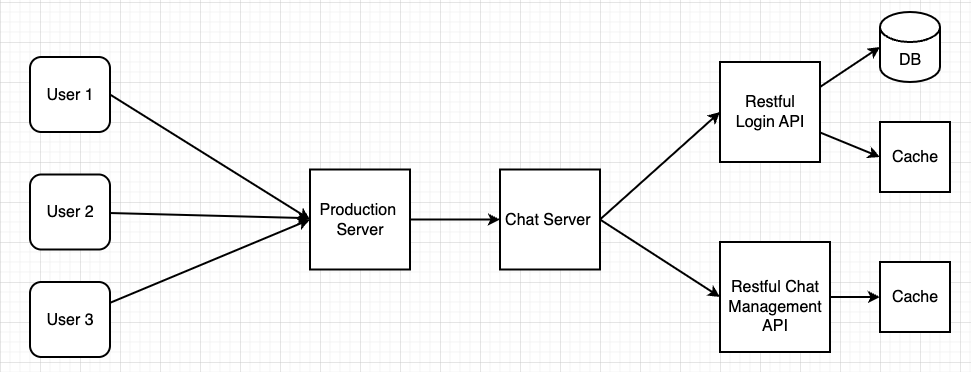 User 1
User 2
User 3
Production
Server
Chat Server
Restful
Login API
DB
Cache
Restful Chat
Management
API
Cache